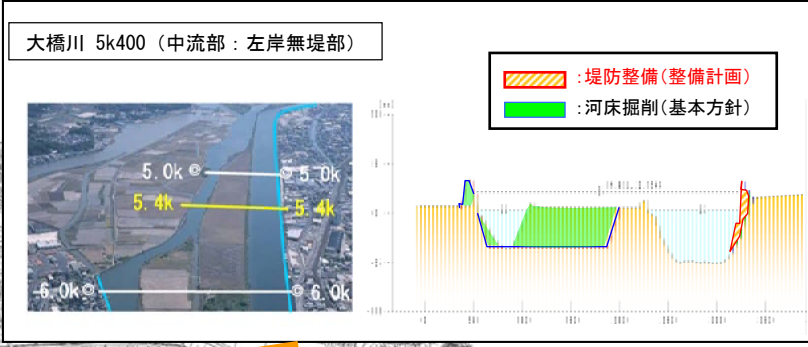 大橋川 5k400（中流部：左岸無堤部）
:堤防整備(整備計画)
:河床掘削(基本方針)
5.0k
5.0k
5.4k
5.4k
6.0k
6.0k